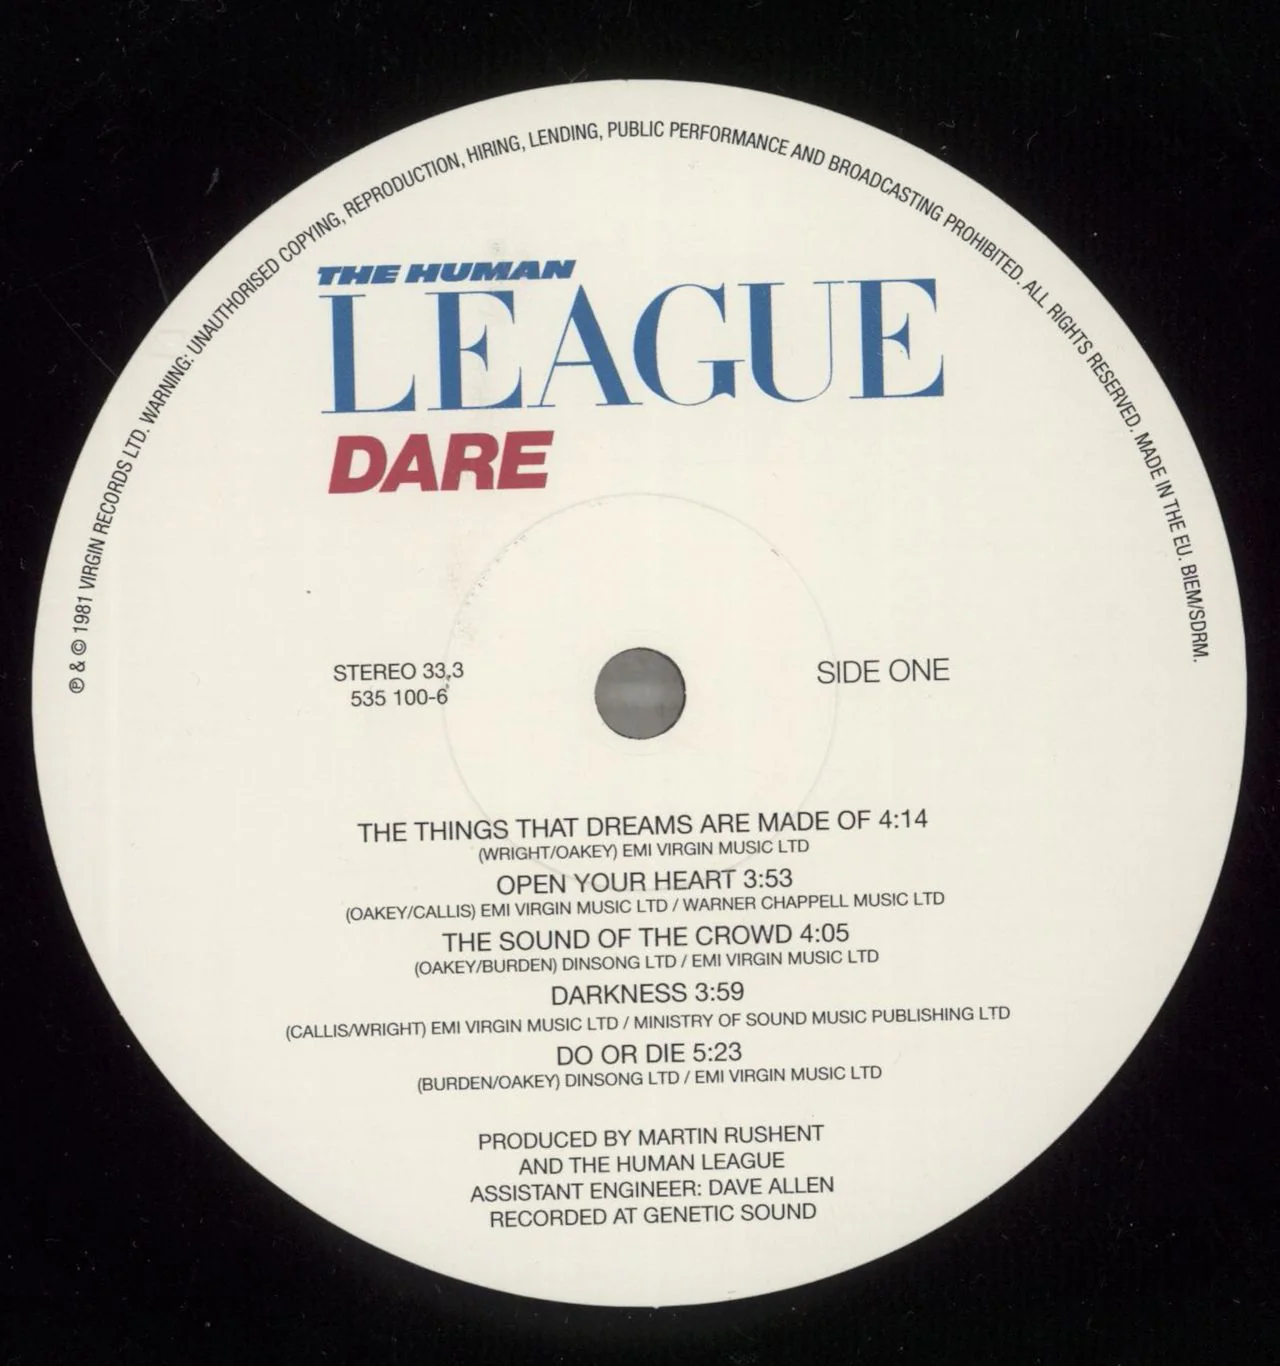 ℗ & © 1981 VIRGIN RECORDS LTD. WARNING: UNAUTHORISED COPYING, REPRODUCTION, HIRING, LENDING, PUBLIC PERFORMANCE AND BROADCASTING PROHIBITED. ALL RIGHTS RESERVED. MADE IN THE EU. BIEM/SDRM.
THE HUMAN
LEAGUE
DARE
STEREO 33,3
535 100-6
SIDE ONE
THE THINGS THAT DREAMS ARE MADE OF 4:14
(WRIGHT/OAKEY) EMI VIRGIN MUSIC LTD
OPEN YOUR HEART 3:53
(OAKEY/CALLIS) EMI VIRGIN MUSIC LTD / WARNER CHAPPELL MUSIC LTD
THE SOUND OF THE CROWD 4:05
(OAKEY/BURDEN) DINSONG LTD / EMI VIRGIN MUSIC LTD
DARKNESS 3:59
(CALLIS/WRIGHT) EMI VIRGIN MUSIC LTD / MINISTRY OF SOUND MUSIC PUBLISHING LTD
DO OR DIE 5:23
(BURDEN/OAKEY) DINSONG LTD / EMI VIRGIN MUSIC LTD
PRODUCED BY MARTIN RUSHENT
AND THE HUMAN LEAGUE
ASSISTANT ENGINEER: DAVE ALLEN
RECORDED AT GENETIC SOUND